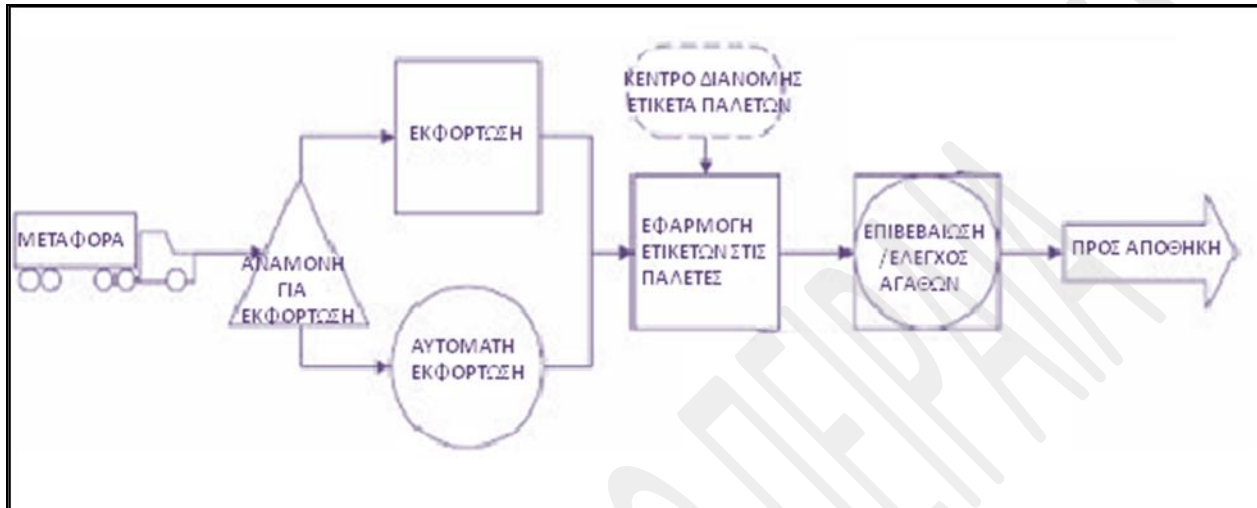 ΜΕΤΑΦΟΡΑ
ΑΝΑΜΟΝΗ
ΓΙΑ
ΕΚΦΟΡΤΩΣΗ
ΕΚΦΟΡΤΩΣΗ
ΑΥΤΟΜΑΤΗ
ΕΚΦΟΡΤΩΣΗ
ΚΕΝΤΡΟ ΔΙΑΝΟΜΗΣ
ΕΤΙΚΕΤΑ ΠΑΛΕΤΩΝ
ΕΦΑΡΜΟΓΗ
ΕΤΙΚΕΤΩΝ ΣΤΙΣ
ΠΑΛΕΤΕΣ
ΕΠΙΒΕΒΑΙΩΣΗ
/ΕΛΕΓΧΟΣ
ΑΓΑΘΩΝ
ΠΡΟΣ ΑΠΟΘΗΚΗ
ΠΕΙΡΑΙΑ